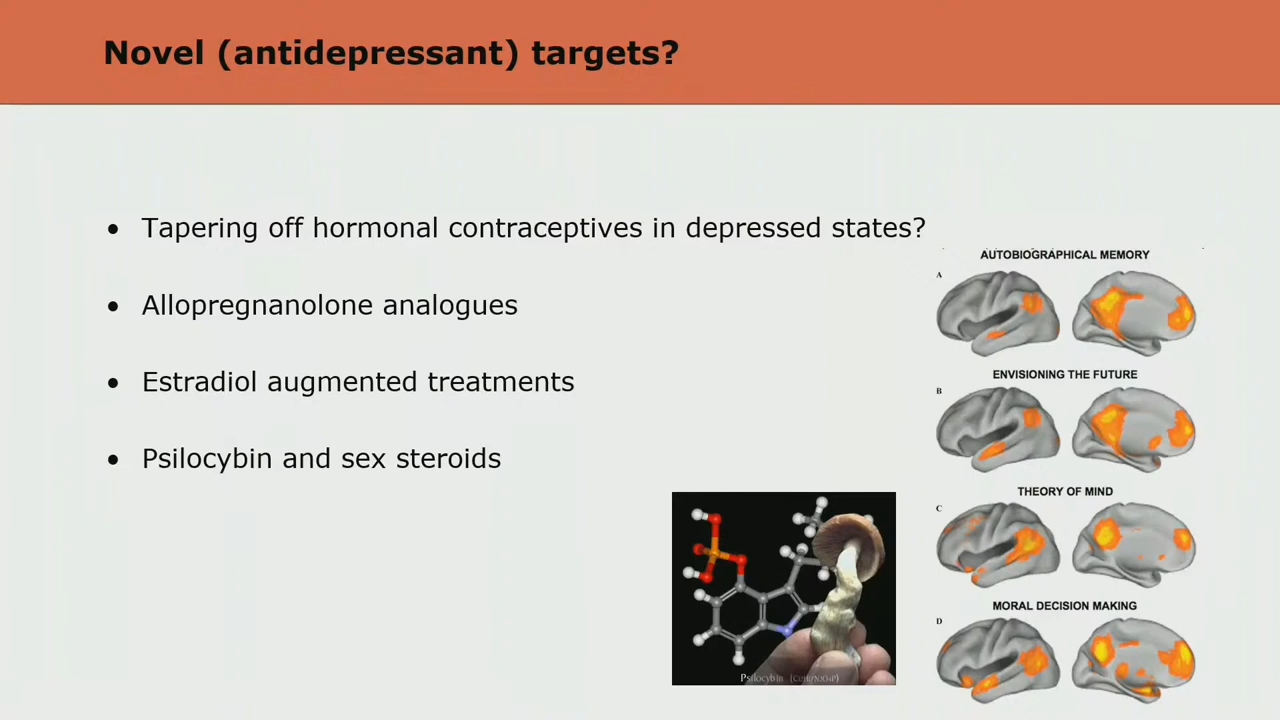 Novel (antidepressant) targets?
• Tapering off hormonal contraceptives in depressed states?
• Allopregnanolone analogues
• Estradiol augmented treatments
• Psilocybin and sex steroids
AUTOBIOGRAPHICAL MEMORY
A
ENVISIONING THE FUTURE
B
THEORY OF MIND
C
MORAL DECISION MAKING
D
Psilocybin